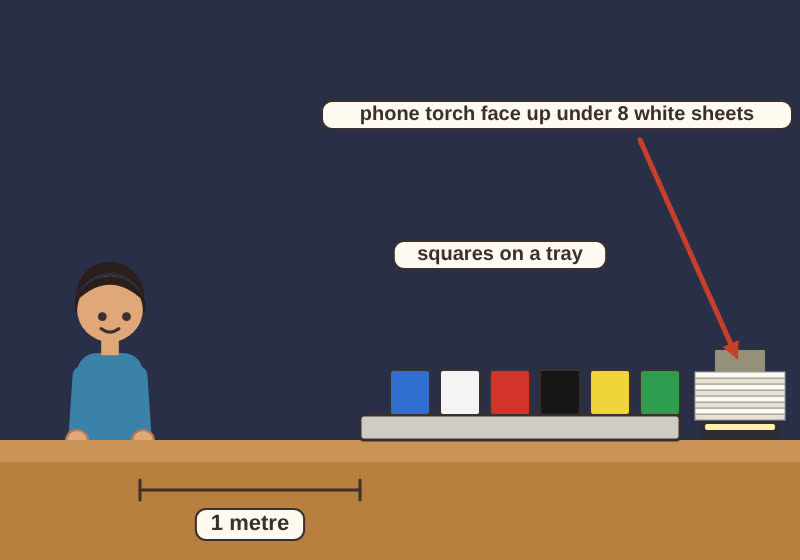 phone torch face up under 8 white sheets
squares on a tray
1 metre